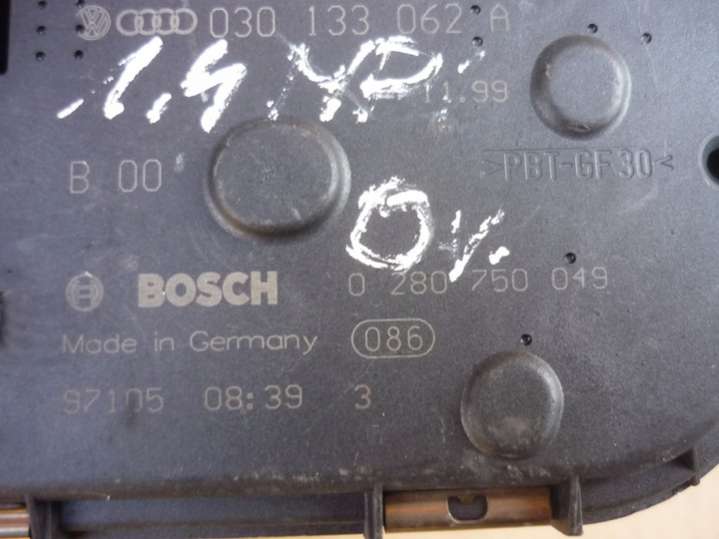 030 133 062 A
1.4 MPi
11.99
B 00
>PBT-GF30<
Ov.
BOSCH 0 280 750 049
Made in Germany 086
97105 08:39 3